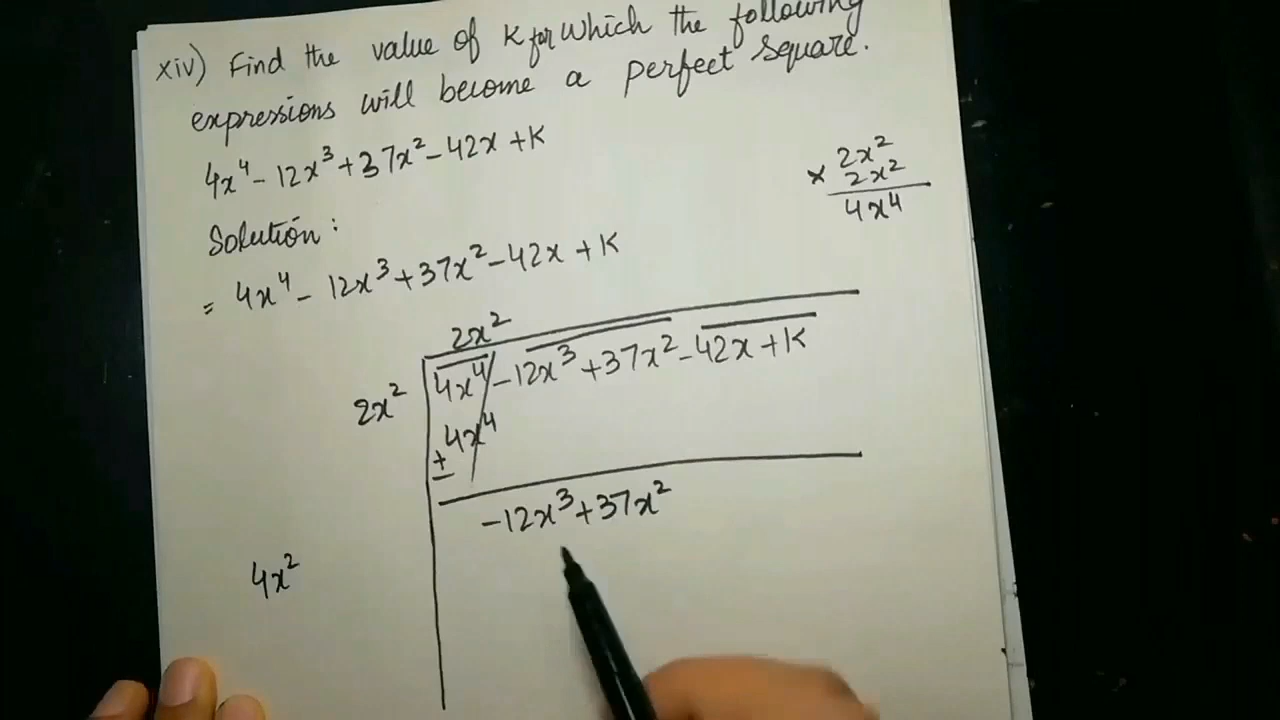 xiv) Find the value of K for which the following
expressions will become a perfect square.
4x⁴ - 12x³ + 37x² - 42x + K
× 2x²
2x²
4x⁴
Solution :
= 4x⁴ - 12x³ + 37x² - 42x + K
2x²
2x² 4x⁴ - 12x³ + 37x² - 42x + K
± 4x⁴
-12x³ + 37x²
4x²